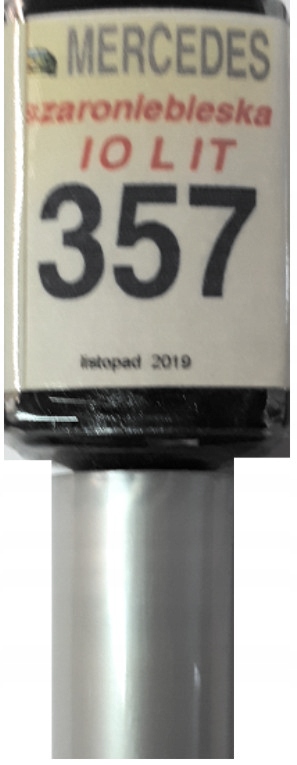 MERCEDES
szaroniebieska
IOLIT
357
listopad 2019